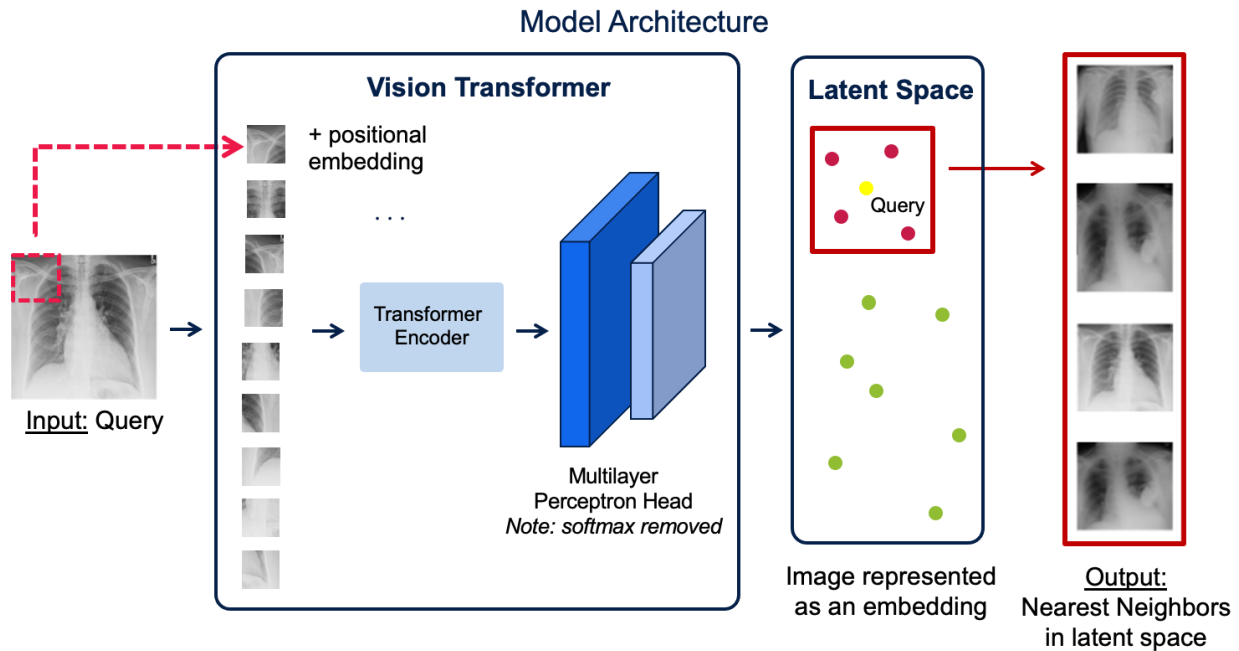 Model Architecture
Vision Transformer
+ positional
embedding
. . .
Transformer
Encoder
Multilayer
Perceptron Head
Note: softmax removed
Input: Query
Latent Space
Query
Image represented
as an embedding
Output:
Nearest Neighbors
in latent space